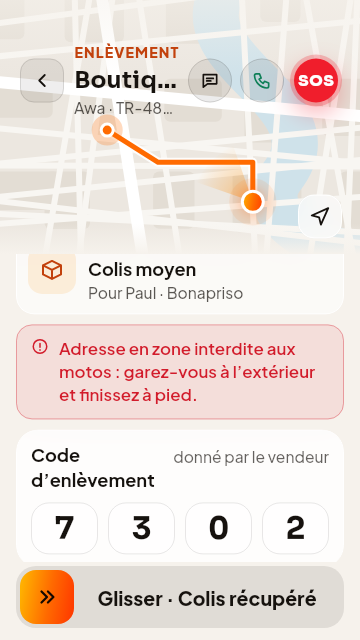 ENLÈVEMENT
Boutiq...
SOS
Awa · TR-48...
Colis moyen
Pour Paul · Bonapriso
Adresse en zone interdite aux
motos : garez-vous à l'extérieur
et finissez à pied.
Code
d'enlèvement
donné par le vendeur
7 3 0 2
Glisser · Colis récupéré